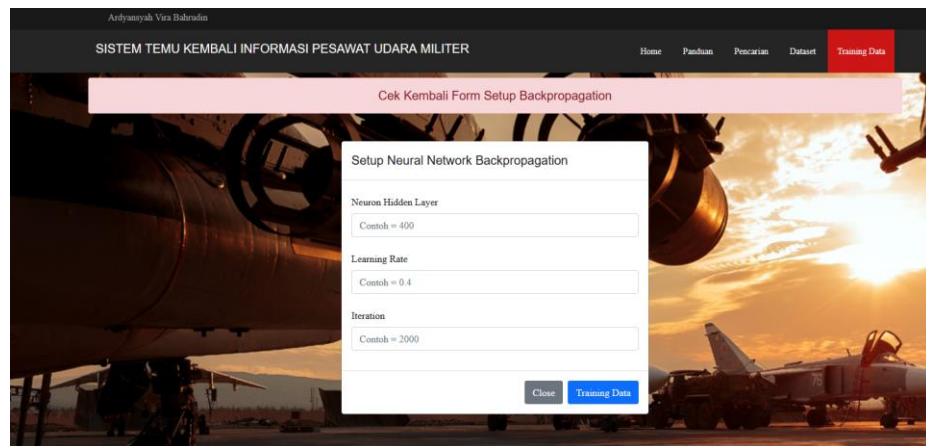 Ardyansyah Vira Bahrudin
SISTEM TEMU KEMBALI INFORMASI PESAWAT UDARA MILITER
Home Panduan Pencarian Dataset Training Data
Cek Kembali Form Setup Backpropagation
Setup Neural Network Backpropagation
Neuron Hidden Layer
Contoh = 400
Learning Rate
Contoh = 0.4
Iteration
Contoh = 2000
Close Training Data
75